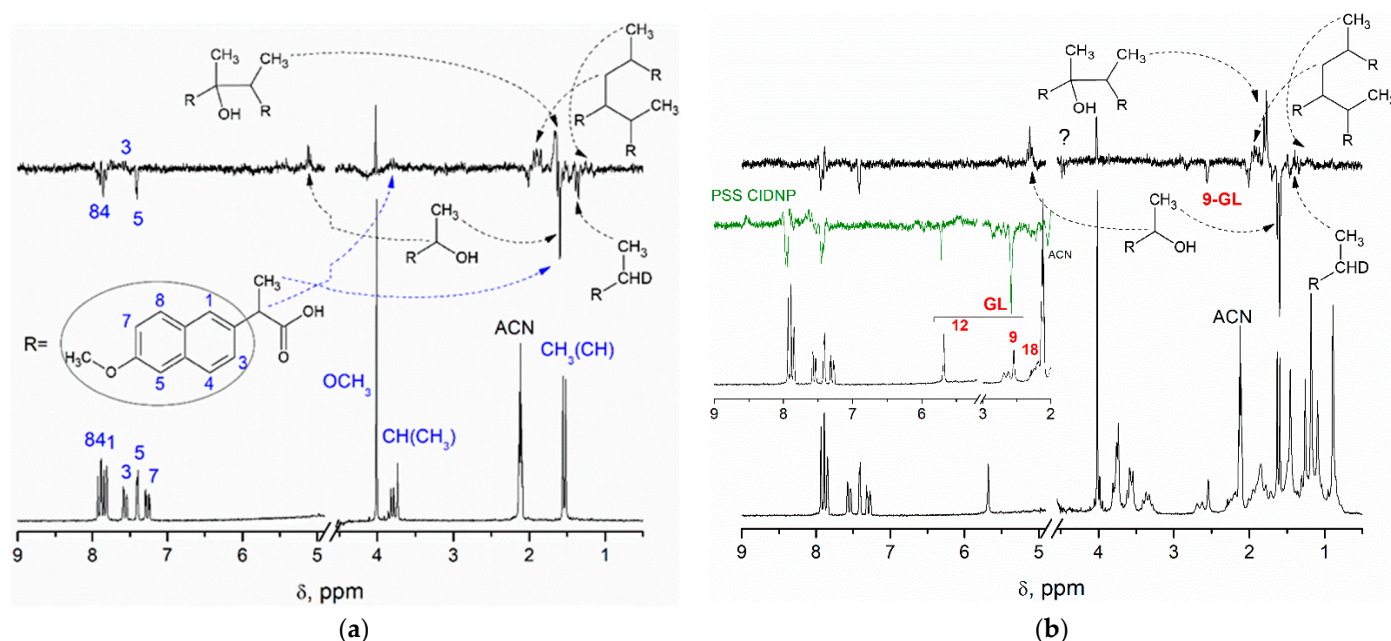 CH₃
CH₃
R
OH
R
CH₃
R
CH₃
R
R
3
84
5
CH₃
R
OH
CH₃
CHD
R
R=
8
1
7
CH₃
OH
O
H₃C
O
3
5
4
OCH₃
ACN
CH₃(CH)
CH(CH₃)
841
3
5
7
9
8
7
6
5
4
3
2
1
δ, ppm
(a)
CH₃
CH₃
R
OH
R
CH₃
R
CH₃
R
R
?
PSS CIDNP
9-GL
CH₃
R
OH
CH₃
CHD
R
ACN
GL
12
9
18
9
8
7
6
3
2
ACN
9
8
7
6
5
4
3
2
1
δ, ppm
(b)